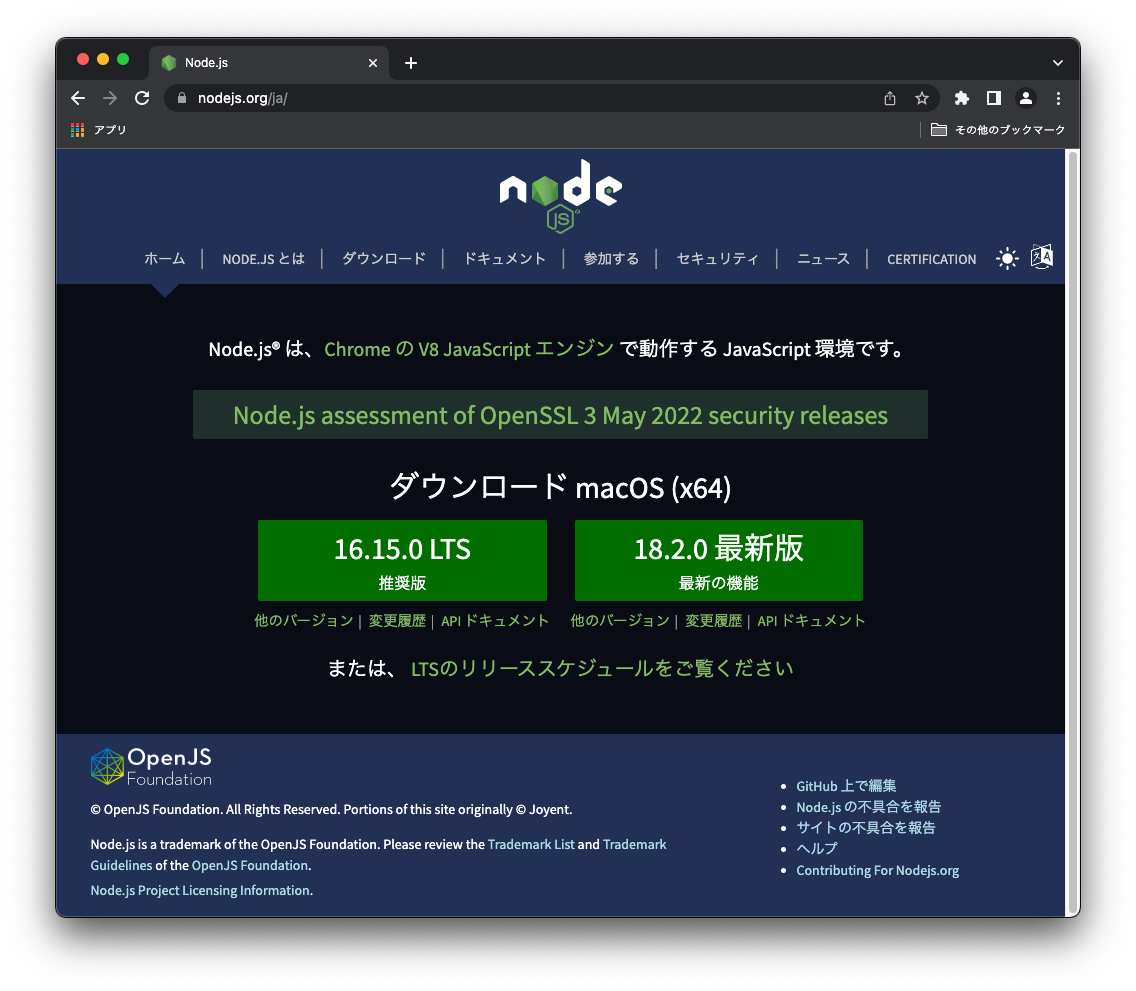 Node.js
nodejs.org/ja/
アプリ
その他のブックマーク
node
JS
ホーム | NODE.JS とは | ダウンロード | ドキュメント | 参加する | セキュリティ | ニュース | CERTIFICATION
Node.js® は、Chrome の V8 JavaScript エンジン で動作する JavaScript 環境です。
Node.js assessment of OpenSSL 3 May 2022 security releases
ダウンロード macOS (x64)
16.15.0 LTS
推奨版
18.2.0 最新版
最新の機能
他のバージョン | 変更履歴 | API ドキュメント
他のバージョン | 変更履歴 | API ドキュメント
または、 LTSのリリーススケジュールをご覧ください
OpenJS
Foundation
© OpenJS Foundation. All Rights Reserved. Portions of this site originally © Joyent.
Node.js is a trademark of the OpenJS Foundation. Please review the Trademark List and Trademark
Guidelines of the OpenJS Foundation.
Node.js Project Licensing Information.
GitHub 上で編集
Node.js の不具合を報告
サイトの不具合を報告
ヘルプ
Contributing For Nodejs.org